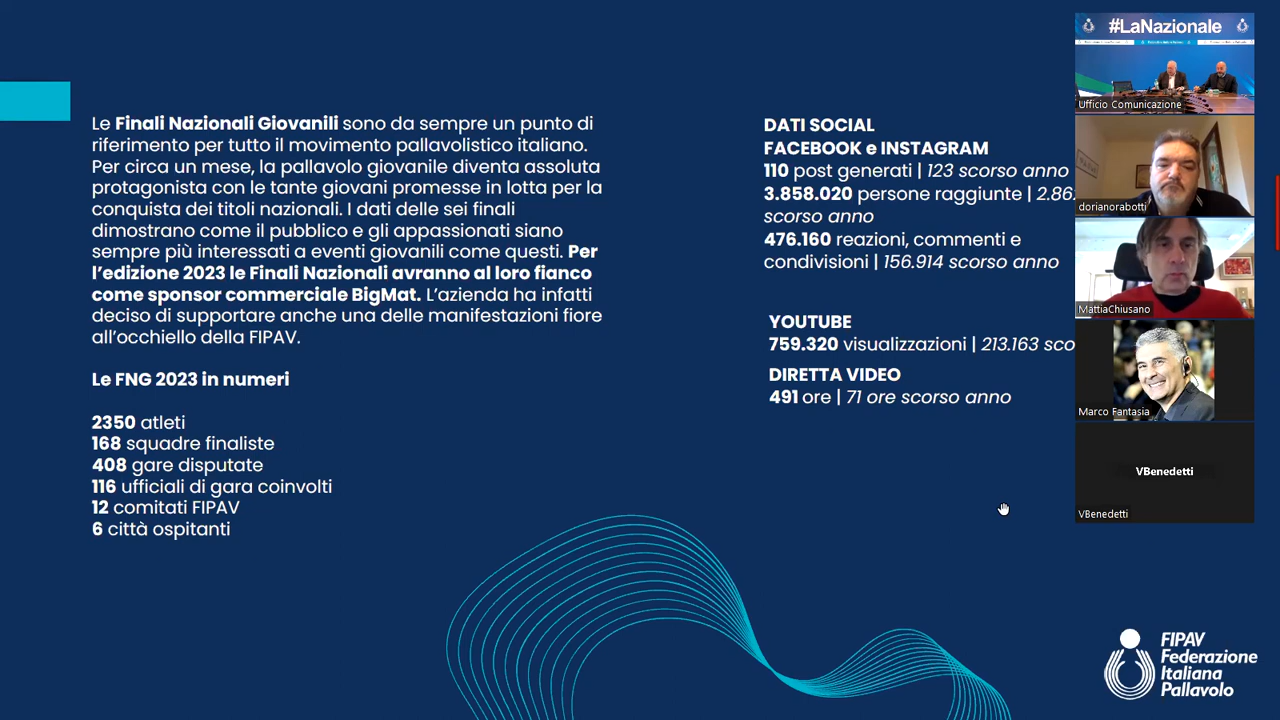 Le Finali Nazionali Giovanili sono da sempre un punto di
riferimento per tutto il movimento pallavolistico italiano.
Per circa un mese, la pallavolo giovanile diventa assoluta
protagonista con le tante giovani promesse in lotta per la
conquista dei titoli nazionali. I dati delle sei finali
dimostrano come il pubblico e gli appassionati siano
sempre più interessati a eventi giovanili come questi. Per
l'edizione 2023 le Finali Nazionali avranno al loro fianco
come sponsor commerciale BigMat. L'azienda ha infatti
deciso di supportare anche una delle manifestazioni fiore
all'occhiello della FIPAV.
Le FNG 2023 in numeri
2350 atleti
168 squadre finaliste
408 gare disputate
116 ufficiali di gara coinvolti
12 comitati FIPAV
6 città ospitanti
DATI SOCIAL
FACEBOOK e INSTAGRAM
110 post generati | 123 scorso anno
3.858.020 persone raggiunte | 2.86
scorso anno
476.160 reazioni, commenti e
condivisioni | 156.914 scorso anno
YOUTUBE
759.320 visualizzazioni | 213.163 sco
DIRETTA VIDEO
491 ore | 71 ore scorso anno
#LaNazionale
Ufficio Comunicazione
dorianorabotti
MattiaChiusano
Marco Fantasia
VBenedetti
VBenedetti
FIPAV
Federazione
Italiana
Pallavolo